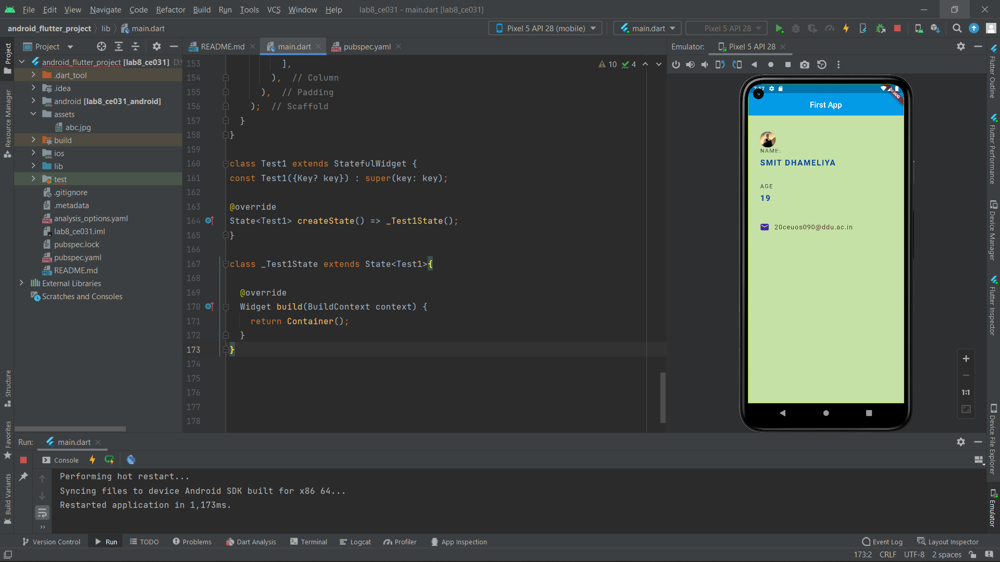 File Edit View Navigate Code Refactor Build Run Tools VCS Window Help lab8_ce031 - main.dart [lab8_ce031]
android_flutter_project lib main.dart Pixel 5 API 28 (mobile) main.dart Pixel 5 API 28
Project README.md main.dart pubspec.yaml Emulator: Pixel 5 API 28
android_flutter_project [lab8_ce031] D:\
.dart_tool
.idea
android [lab8_ce031_android]
assets
abc.jpg
build
ios
lib
test
.gitignore
.metadata
analysis_options.yaml
lab8_ce031.iml
pubspec.lock
pubspec.yaml
README.md
External Libraries
Scratches and Consoles
10 4
153 ],
154 ), // Column
155 ), // Padding
156 ); // Scaffold
157 }
158 }
159
160 class Test1 extends StatefulWidget {
161 const Test1({Key? key}) : super(key: key);
162
163 @override
164 State<Test1> createState() => _Test1State();
165 }
166
167 class _Test1State extends State<Test1>{
168
169 @override
170 Widget build(BuildContext context) {
171 return Container();
172 }
173 }
174
175
176
177
178
7:57
DEBUG
First App
NAME:
SMIT DHAMELIYA
AGE
19
20ceuos090@ddu.ac.in
1:1
Project
Resource Manager
Structure
Favorites
Build Variants
Flutter Outline
Flutter Performance
Device Manager
Flutter Inspector
Device File Explorer
Emulator
Run: main.dart
Console
Performing hot restart...
Syncing files to device Android SDK built for x86 64...
Restarted application in 1,173ms.
Version Control Run TODO Problems Dart Analysis Terminal Logcat Profiler App Inspection Event Log Layout Inspector
173:2 CRLF UTF-8 2 spaces